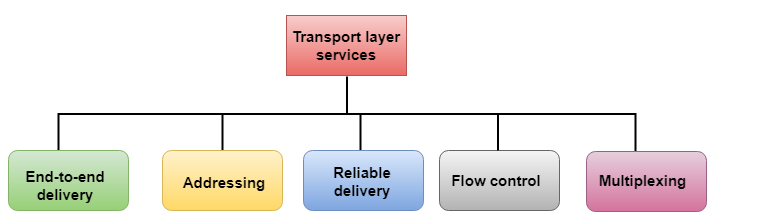 Transport layer
services
End-to-end
delivery
Addressing
Reliable
delivery
Flow control
Multiplexing